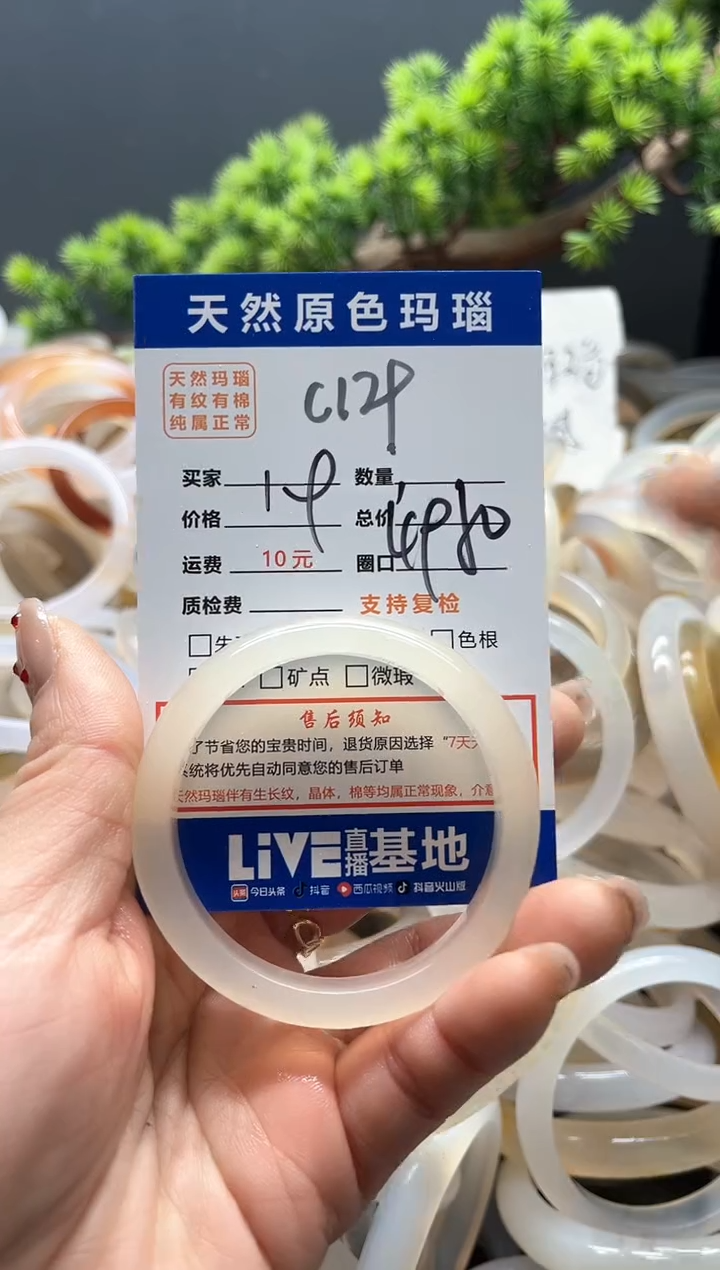 天然原色玛瑙
天然玛瑙
有纹有棉
纯属正常
买家 数量
价格 总价
运费 10元 圈口
质检费 支持复检
色根
矿点 微瑕
售后须知
了节省您的宝贵时间，退货原因选择 "7天
系统将优先自动同意您的售后订单
天然玛瑙伴有生长纹，晶体，棉等均属正常现象，介意
LiVE直播基地
头条 今日头条 抖音 西瓜视频 抖音火山版